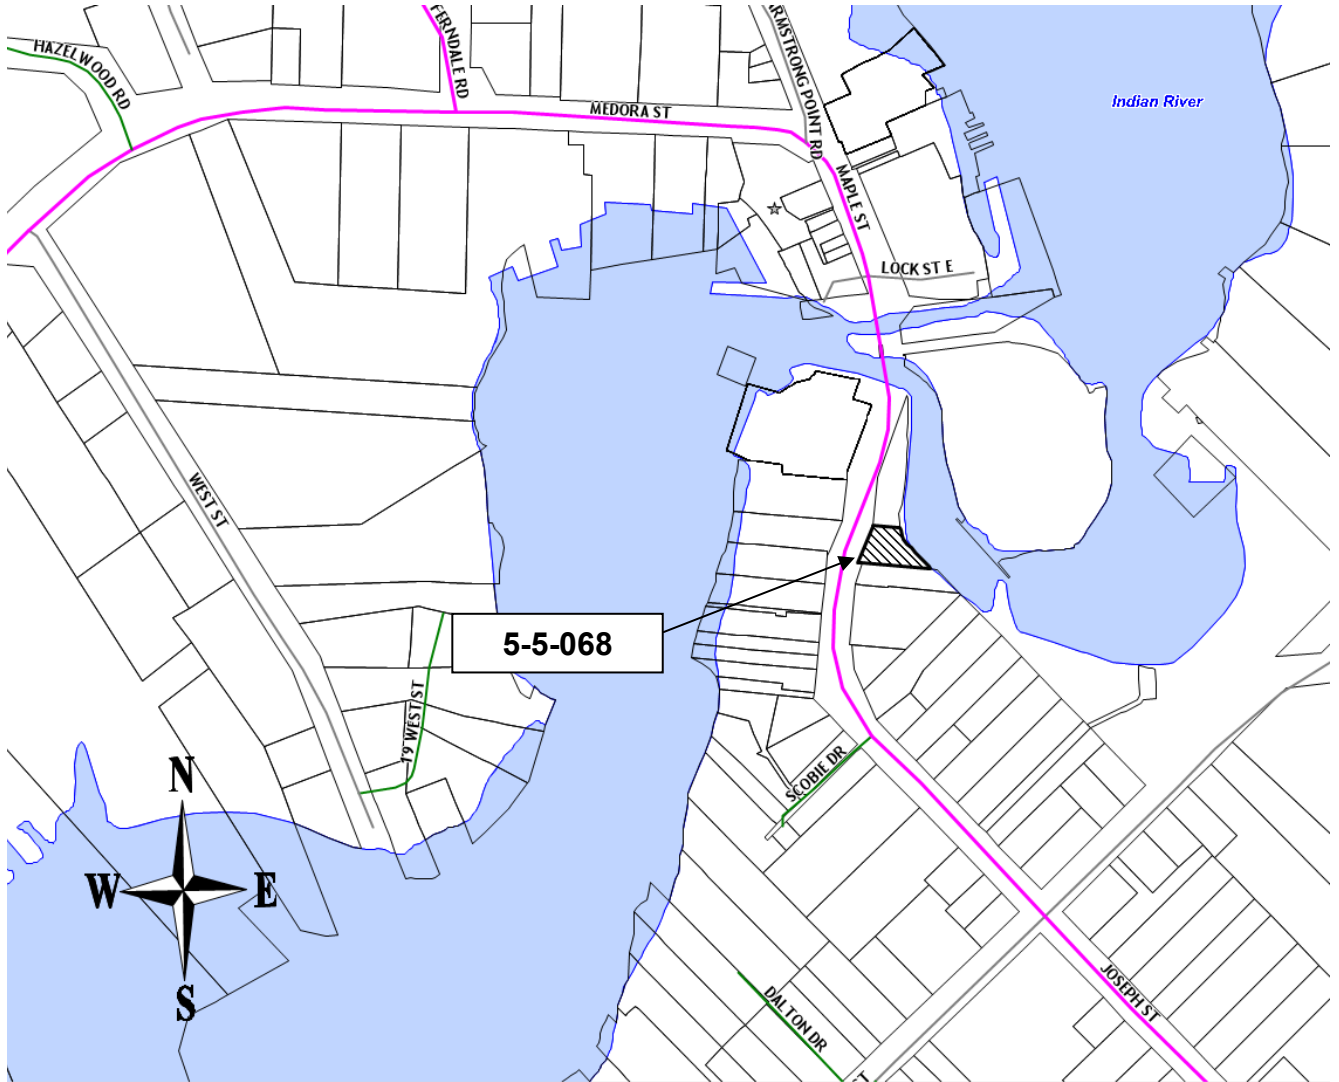 HAZELWOOD RD
FERNDALE RD
ARMSTRONG POINT RD
MEDORA ST
Indian River
MAPLE ST
LOCK ST E
WEST ST
5-5-068
19 WEST ST
SCOBIE DR
N
W E
S
DALTON DR
JOSEPH ST